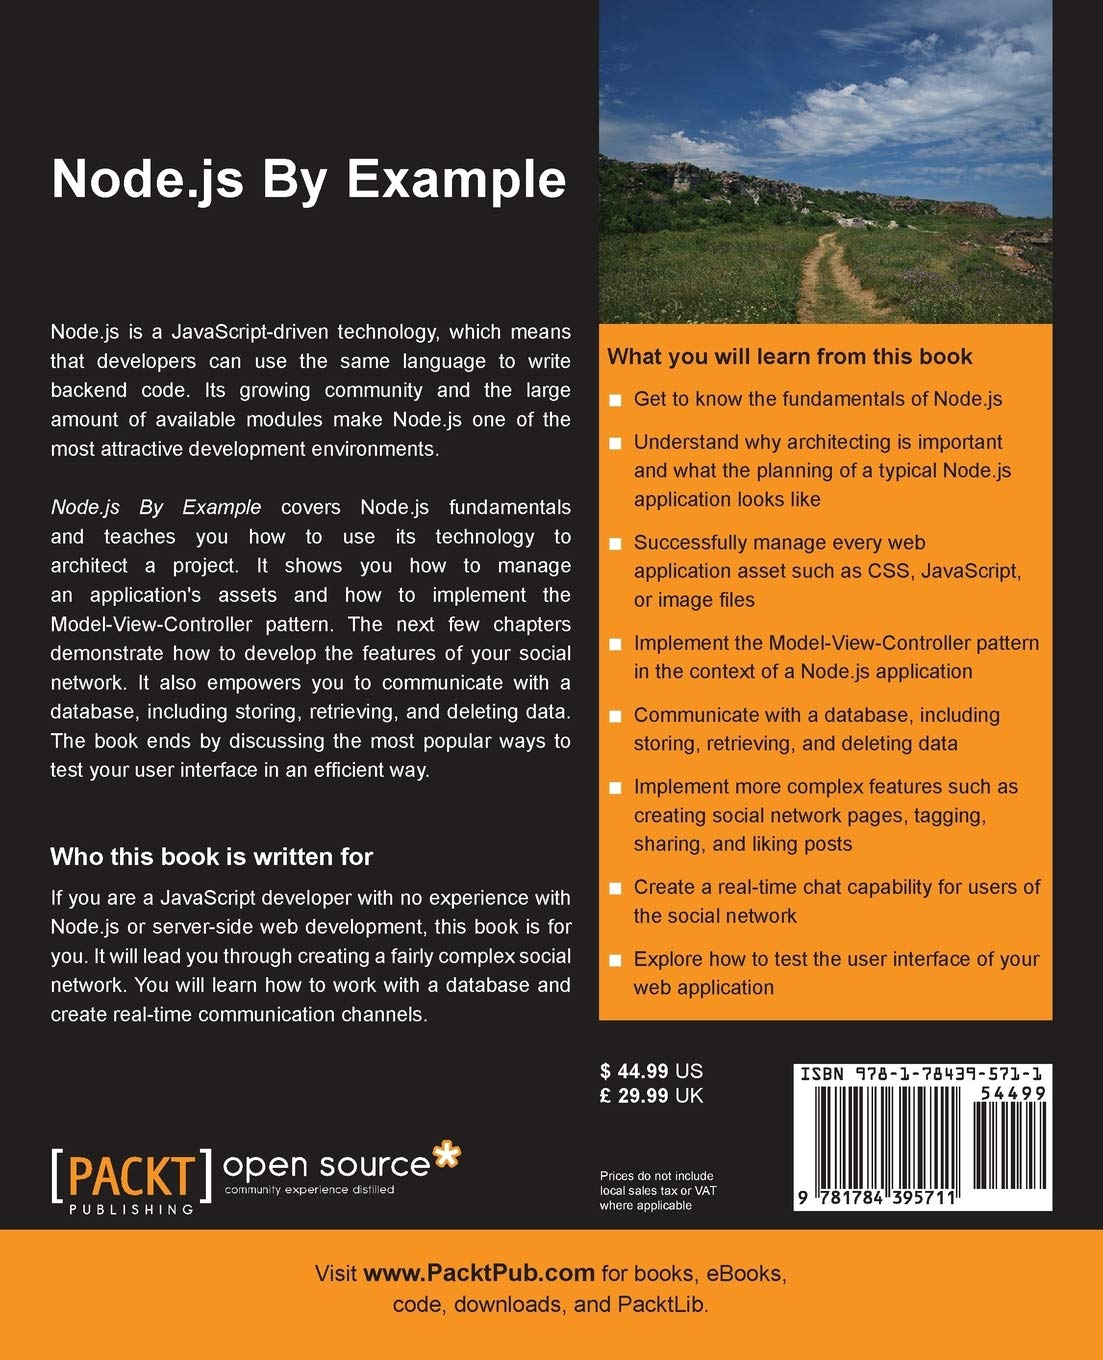 Node.js By Example
Node.js is a JavaScript-driven technology, which means
that developers can use the same language to write
backend code. Its growing community and the large
amount of available modules make Node.js one of the
most attractive development environments.
Node.js By Example covers Node.js fundamentals
and teaches you how to use its technology to
architect a project. It shows you how to manage
an application's assets and how to implement the
Model-View-Controller pattern. The next few chapters
demonstrate how to develop the features of your social
network. It also empowers you to communicate with a
database, including storing, retrieving, and deleting data.
The book ends by discussing the most popular ways to
test your user interface in an efficient way.
Who this book is written for
If you are a JavaScript developer with no experience with
Node.js or server-side web development, this book is for
you. It will lead you through creating a fairly complex social
network. You will learn how to work with a database and
create real-time communication channels.
What you will learn from this book
Get to know the fundamentals of Node.js
Understand why architecting is important
and what the planning of a typical Node.js
application looks like
Successfully manage every web
application asset such as CSS, JavaScript,
or image files
Implement the Model-View-Controller pattern
in the context of a Node.js application
Communicate with a database, including
storing, retrieving, and deleting data
Implement more complex features such as
creating social network pages, tagging,
sharing, and liking posts
Create a real-time chat capability for users of
the social network
Explore how to test the user interface of your
web application
$ 44.99 US
£ 29.99 UK
Prices do not include
local sales tax or VAT
where applicable
ISBN 978-1-78439-571-1
54499
9 781784 395711
[PACKT]
PUBLISHING
open source*
community experience distilled
Visit www.PacktPub.com for books, eBooks,
code, downloads, and PacktLib.